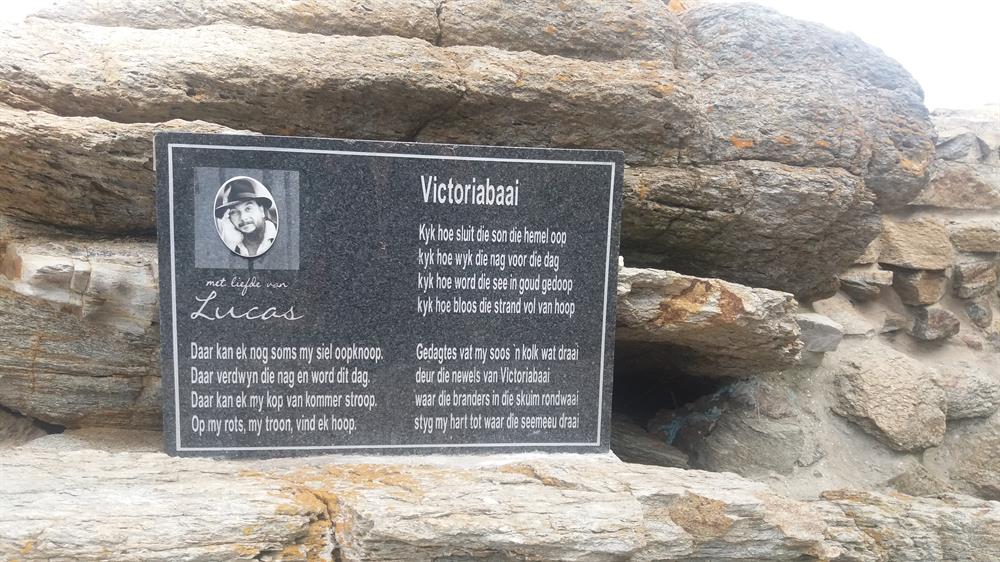 met liefde van
Lucas
Daar kan ek nog soms my siel oopknoop.
Daar verdwyn die nag en word dit dag.
Daar kan ek my kop van kommer stroop.
Op my rots, my troon, vind ek hoop.
Victoriabaai
Kyk hoe sluit die son die hemel oop
kyk hoe wyk die nag voor die dag
kyk hoe word die see in goud gedoop
kyk hoe bloos die strand vol van hoop
Gedagtes vat my soos `n kolk wat draai
deur die newels van Victoriabaai
waar die branders in die skuim rondwaai
styg my hart tot waar die seemeeu draai